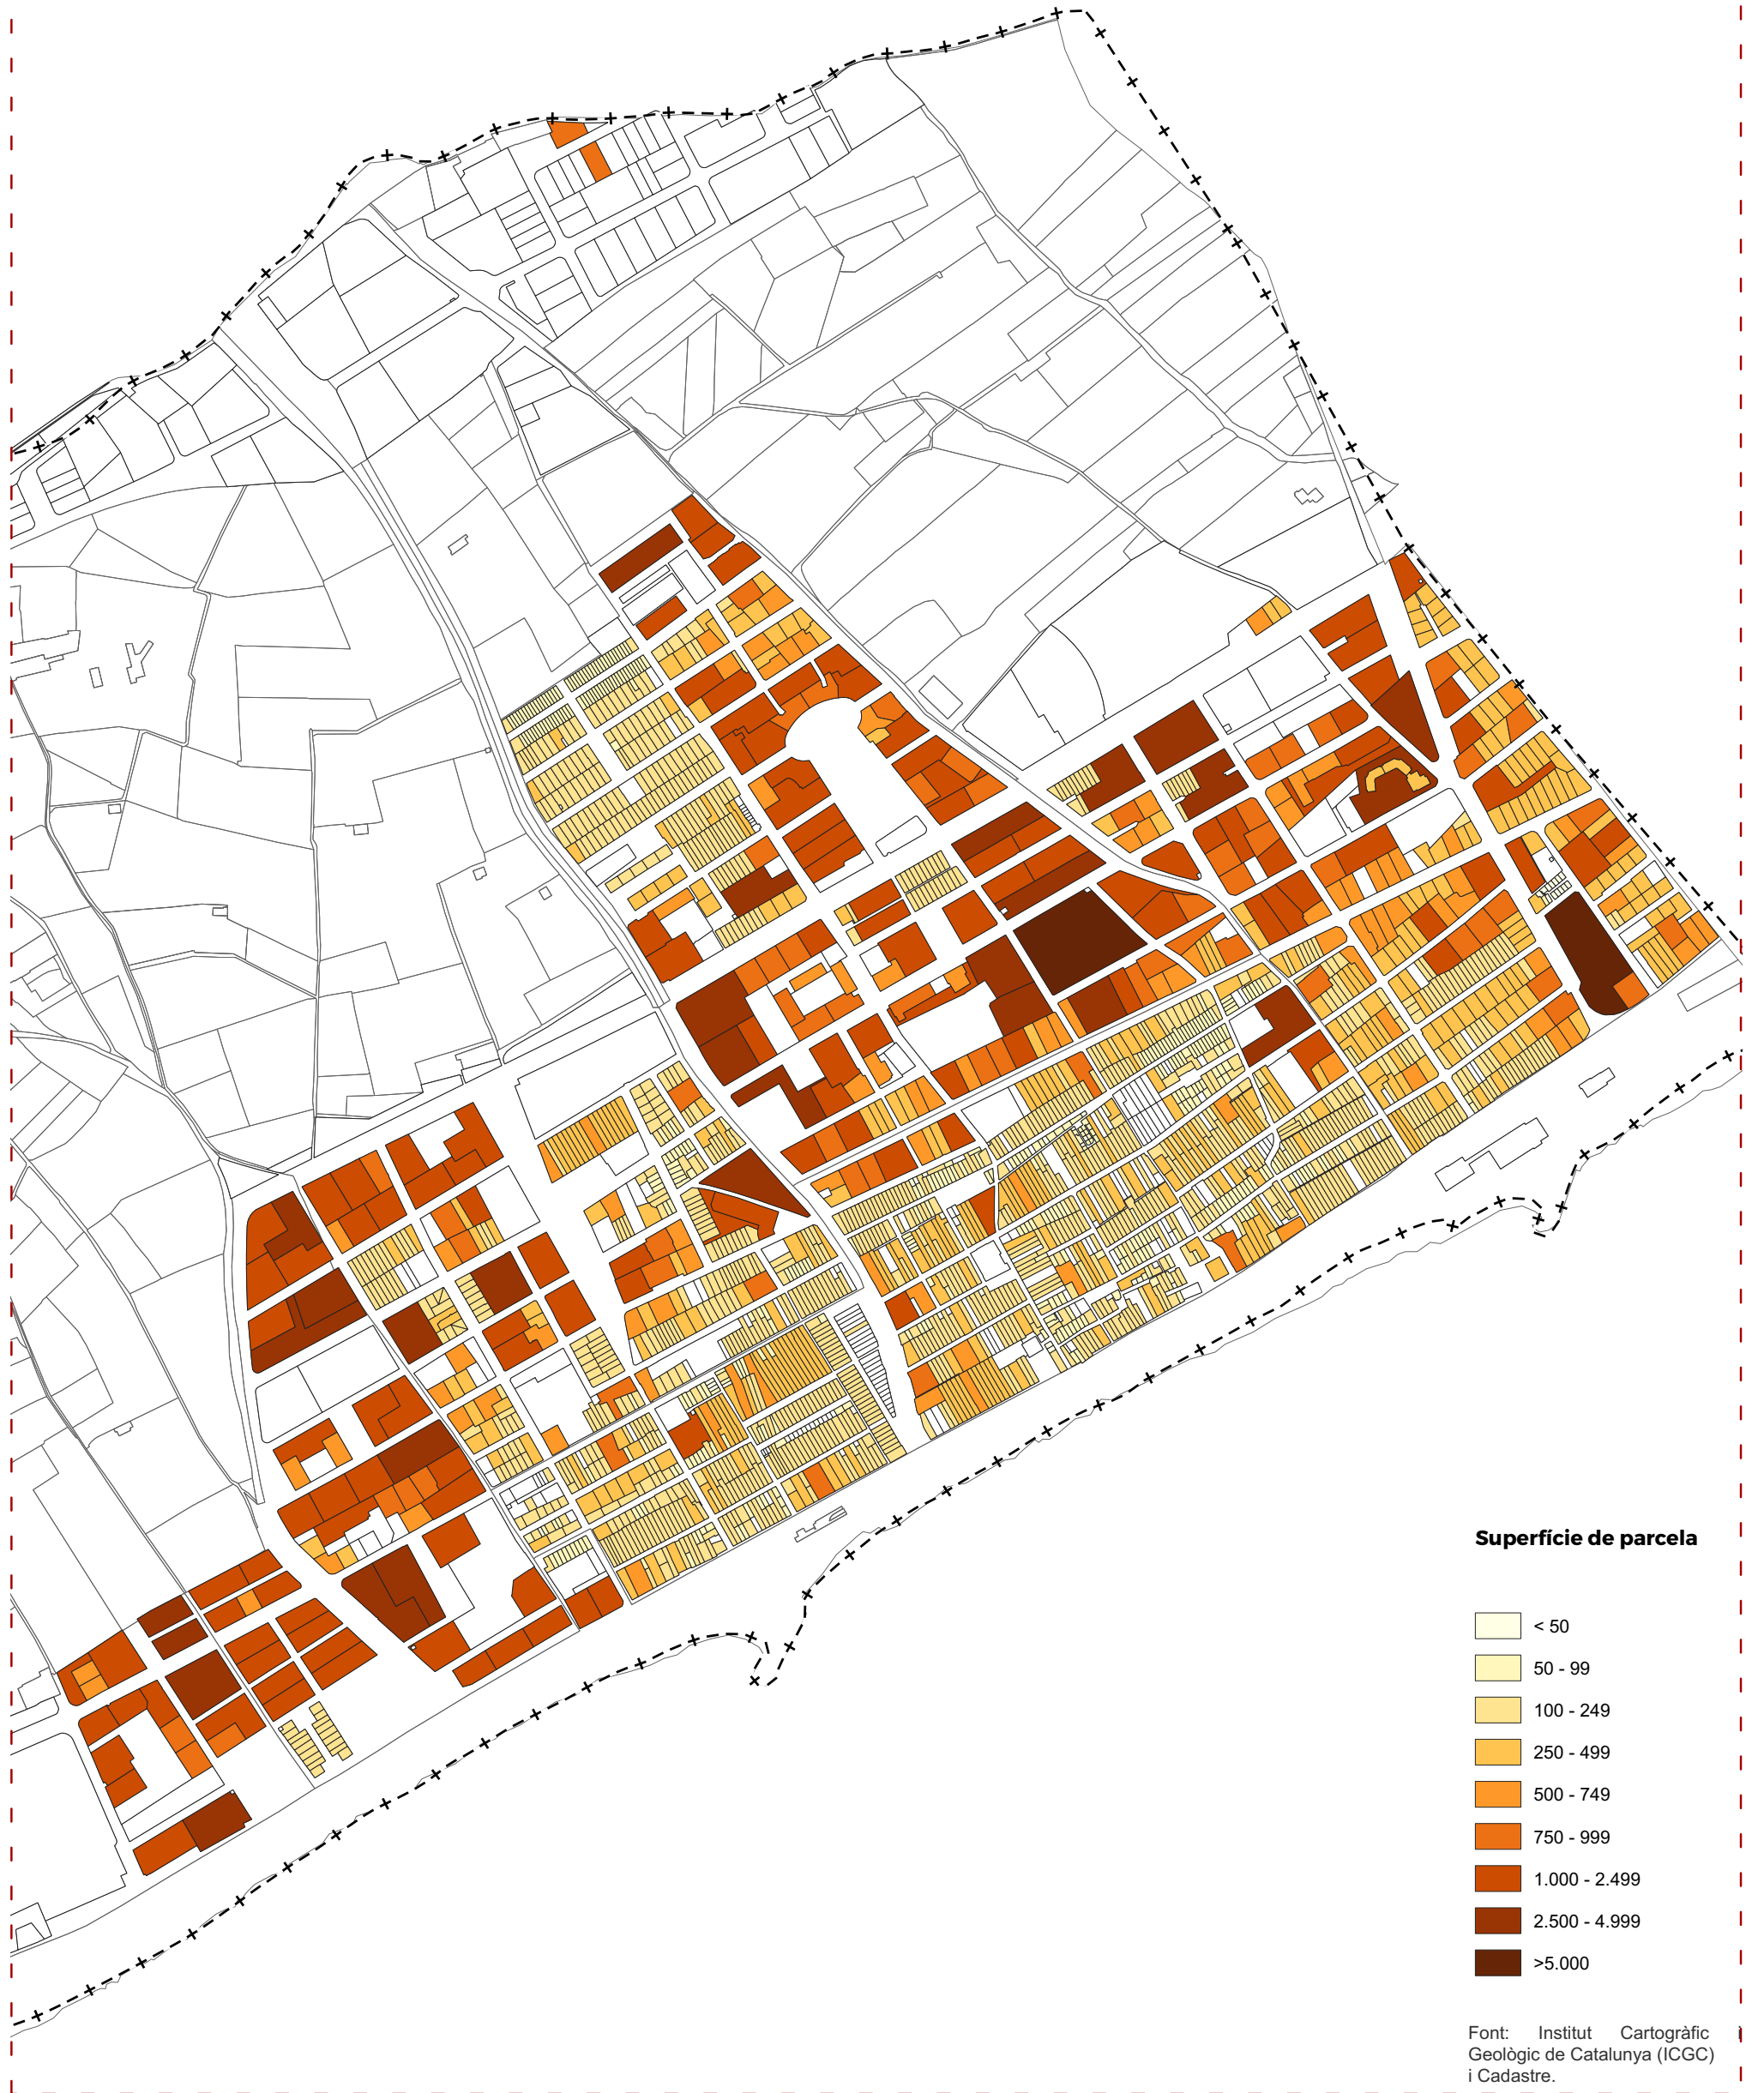 Superfície de parcela
< 50
50 - 99
100 - 249
250 - 499
500 - 749
750 - 999
1.000 - 2.499
2.500 - 4.999
>5.000
Font: Institut Cartogràfic i
Geològic de Catalunya (ICGC)
i Cadastre.